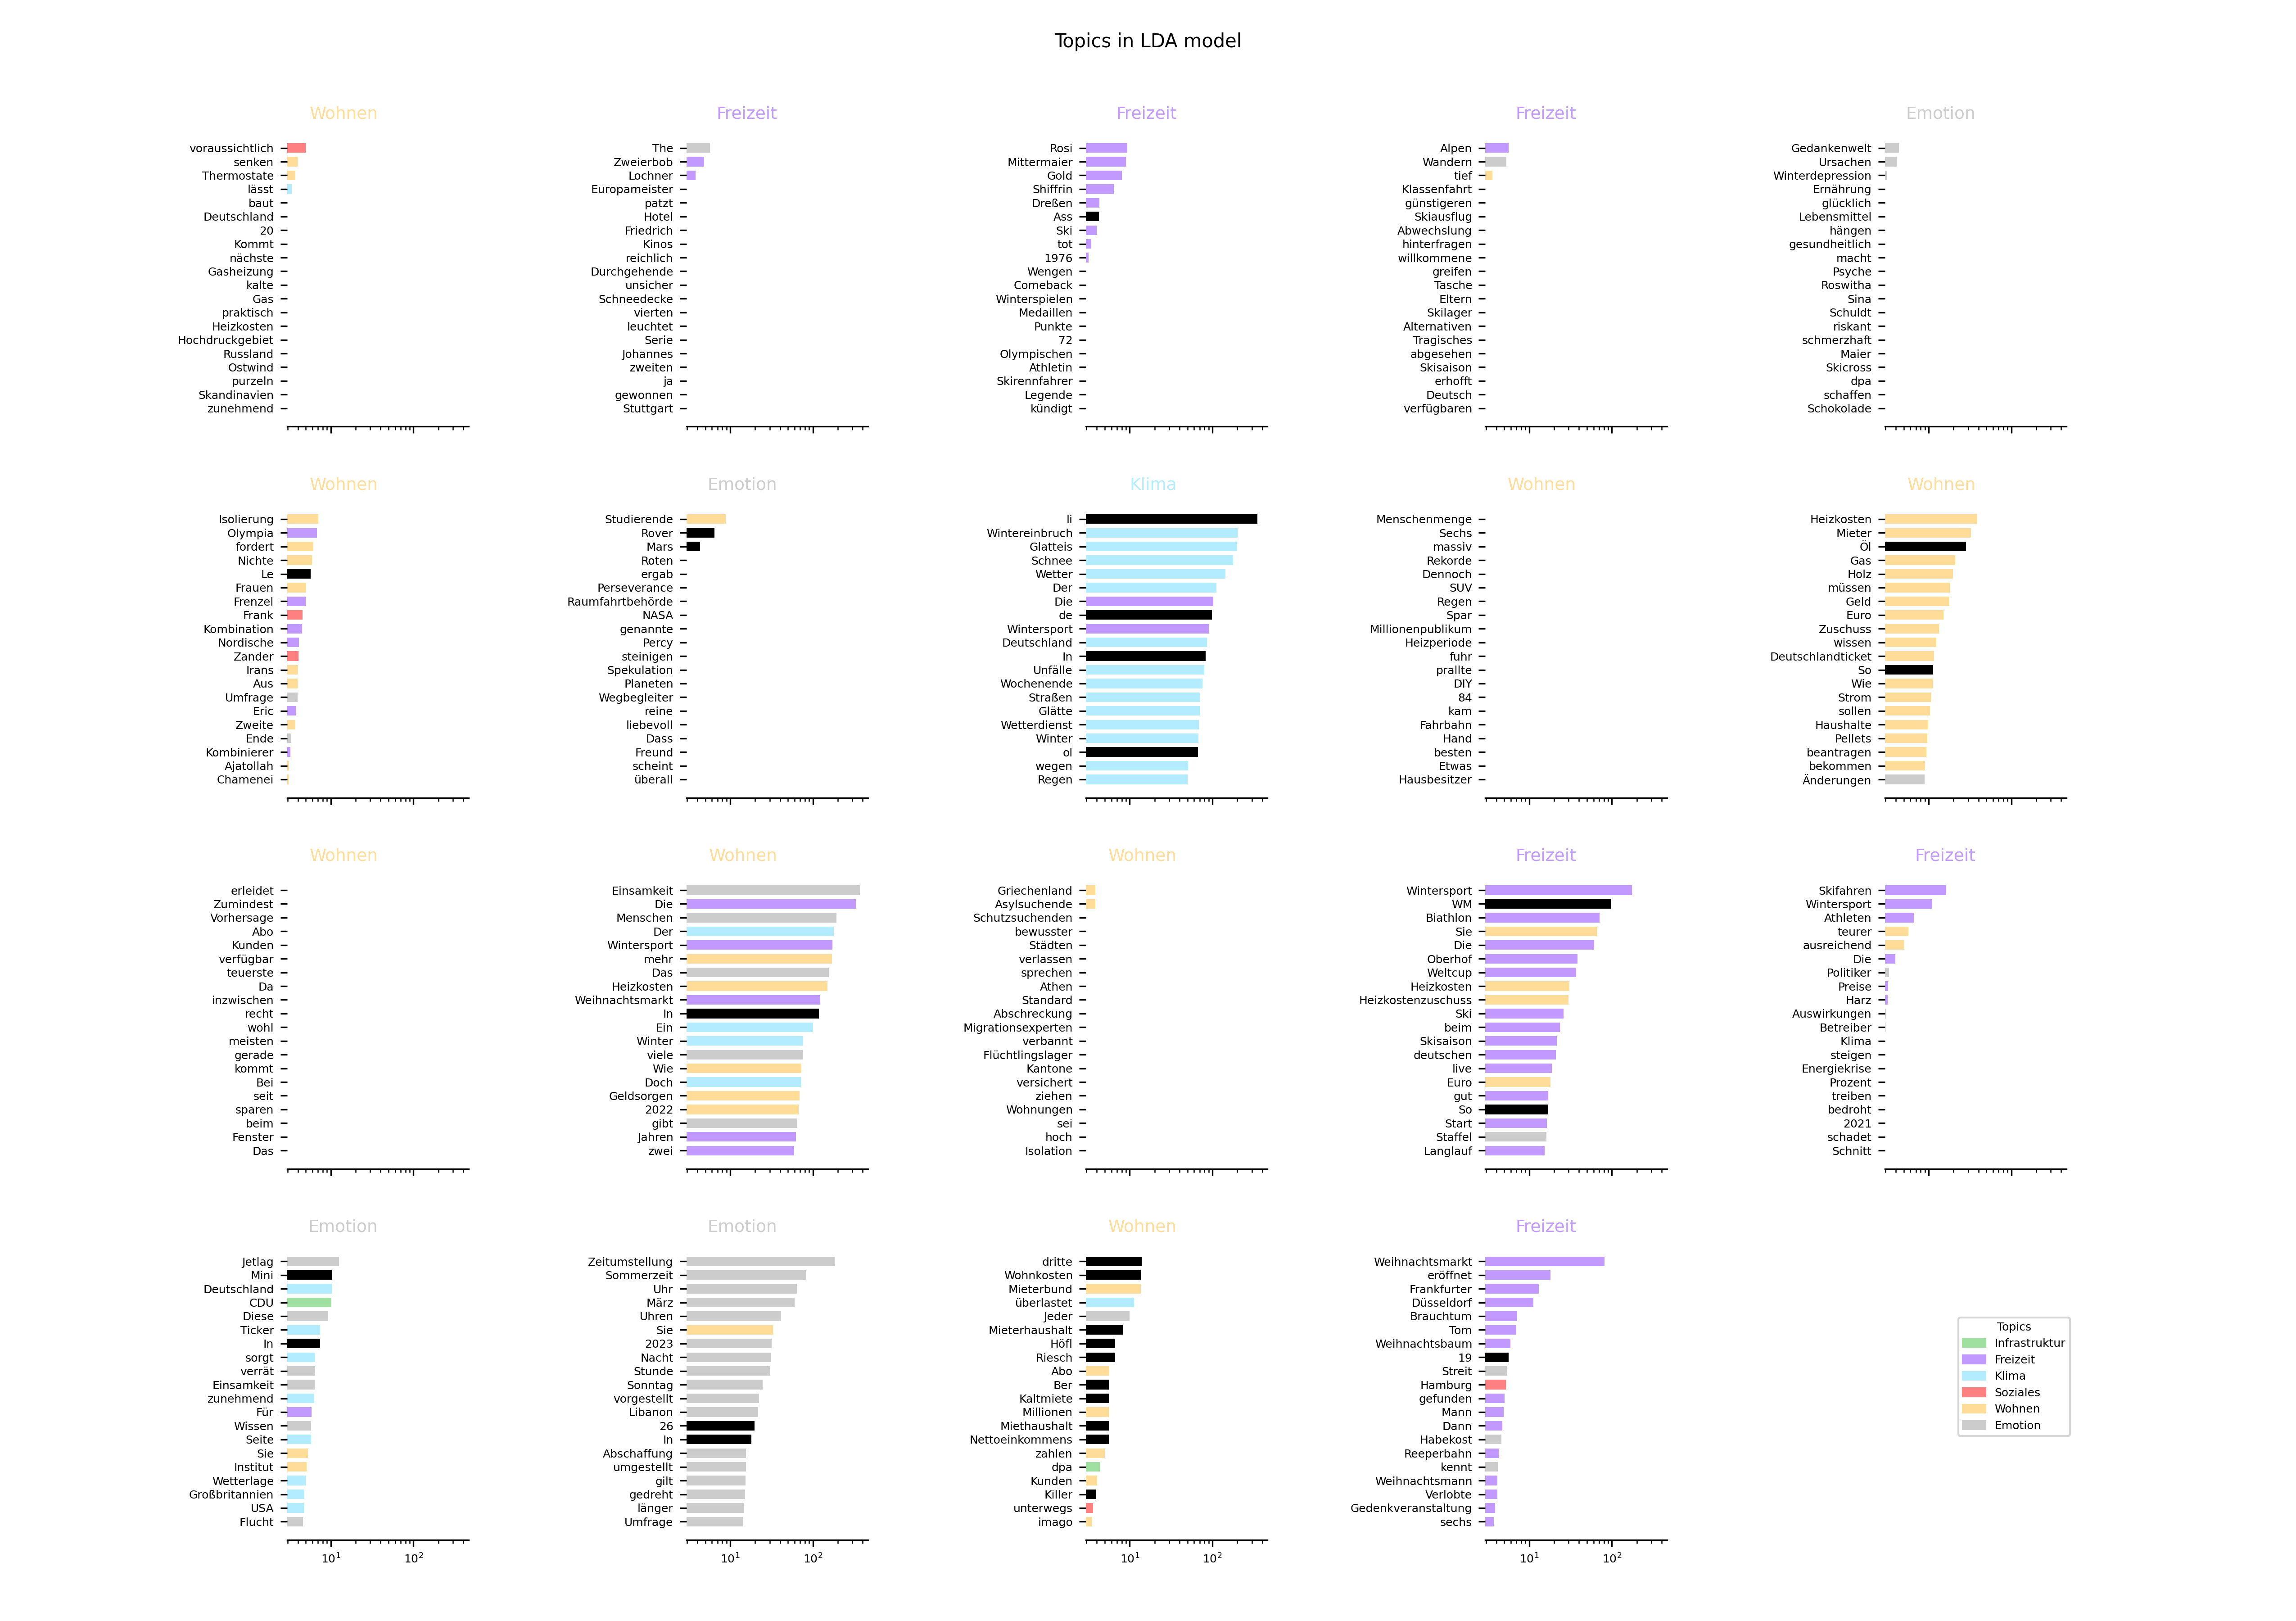 Topics in LDA model
Wohnen
voraussichtlich
senken
Thermostate
lässt
baut
Deutschland
20
Kommt
nächste
Gasheizung
kalte
Gas
praktisch
Heizkosten
Hochdruckgebiet
Russland
Ostwind
purzeln
Skandinavien
zunehmend
Freizeit
The
Zweierbob
Lochner
Europameister
patzt
Hotel
Friedrich
Kinos
reichlich
Durchgehende
unsicher
Schneedecke
vierten
leuchtet
Serie
Johannes
zweiten
ja
gewonnen
Stuttgart
Freizeit
Rosi
Mittermaier
Gold
Shiffrin
Dreßen
Ass
Ski
tot
1976
Wengen
Comeback
Winterspielen
Medaillen
Punkte
72
Olympischen
Athletin
Skirennfahrer
Legende
kündigt
Freizeit
Alpen
Wandern
tief
Klassenfahrt
günstigeren
Skiausflug
Abwechslung
hinterfragen
willkommene
greifen
Tasche
Eltern
Skilager
Alternativen
Tragisches
abgesehen
Skisaison
erhofft
Deutsch
verfügbaren
Emotion
Gedankenwelt
Ursachen
Winterdepression
Ernährung
glücklich
Lebensmittel
hängen
gesundheitlich
macht
Psyche
Roswitha
Sina
Schuldt
riskant
schmerzhaft
Maier
Skicross
dpa
schaffen
Schokolade
Wohnen
Isolierung
Olympia
fordert
Nichte
Le
Frauen
Frenzel
Frank
Kombination
Nordische
Zander
Irans
Aus
Umfrage
Eric
Zweite
Ende
Kombinierer
Ajatollah
Chamenei
Emotion
Studierende
Rover
Mars
Roten
ergab
Perseverance
Raumfahrtbehörde
NASA
genannte
Percy
steinigen
Spekulation
Planeten
Wegbegleiter
reine
liebevoll
Dass
Freund
scheint
überall
Klima
li
Wintereinbruch
Glatteis
Schnee
Wetter
Der
Die
de
Wintersport
Deutschland
In
Unfälle
Wochenende
Straßen
Glätte
Wetterdienst
Winter
ol
wegen
Regen
Wohnen
Menschenmenge
Sechs
massiv
Rekorde
Dennoch
SUV
Regen
Spar
Millionenpublikum
Heizperiode
fuhr
prallte
DIY
84
kam
Fahrbahn
Hand
besten
Etwas
Hausbesitzer
Wohnen
Heizkosten
Mieter
Öl
Gas
Holz
müssen
Geld
Euro
Zuschuss
wissen
Deutschlandticket
So
Wie
Strom
sollen
Haushalte
Pellets
beantragen
bekommen
Änderungen
Wohnen
erleidet
Zumindest
Vorhersage
Abo
Kunden
verfügbar
teuerste
Da
inzwischen
recht
wohl
meisten
gerade
kommt
Bei
seit
sparen
beim
Fenster
Das
Wohnen
Einsamkeit
Die
Menschen
Der
Wintersport
mehr
Das
Heizkosten
Weihnachtsmarkt
In
Ein
Winter
viele
Wie
Doch
Geldsorgen
2022
gibt
Jahren
zwei
Wohnen
Griechenland
Asylsuchende
Schutzsuchenden
bewusster
Städten
verlassen
sprechen
Athen
Standard
Abschreckung
Migrationsexperten
verbannt
Flüchtlingslager
Kantone
versichert
ziehen
Wohnungen
sei
hoch
Isolation
Freizeit
Wintersport
WM
Biathlon
Sie
Die
Oberhof
Weltcup
Heizkosten
Heizkostenzuschuss
Ski
beim
Skisaison
deutschen
live
Euro
gut
So
Start
Staffel
Langlauf
Freizeit
Skifahren
Wintersport
Athleten
teurer
ausreichend
Die
Politiker
Preise
Harz
Auswirkungen
Betreiber
Klima
steigen
Energiekrise
Prozent
treiben
bedroht
2021
schadet
Schnitt
Emotion
Jetlag
Mini
Deutschland
CDU
Diese
Ticker
In
sorgt
verrät
Einsamkeit
zunehmend
Für
Wissen
Seite
Sie
Institut
Wetterlage
Großbritannien
USA
Flucht
10¹ 10²
Emotion
Zeitumstellung
Sommerzeit
Uhr
März
Uhren
Sie
2023
Nacht
Stunde
Sonntag
vorgestellt
Libanon
26
In
Abschaffung
umgestellt
gilt
gedreht
länger
Umfrage
10¹ 10²
Wohnen
dritte
Wohnkosten
Mieterbund
überlastet
Jeder
Mieterhaushalt
Höfl
Riesch
Abo
Ber
Kaltmiete
Millionen
Miethaushalt
Nettoeinkommens
zahlen
dpa
Kunden
Killer
unterwegs
imago
10¹ 10²
Freizeit
Weihnachtsmarkt
eröffnet
Frankfurter
Düsseldorf
Brauchtum
Tom
Weihnachtsbaum
19
Streit
Hamburg
gefunden
Mann
Dann
Habekost
Reeperbahn
kennt
Weihnachtsmann
Verlobte
Gedenkveranstaltung
sechs
10¹ 10²
Topics
Infrastruktur
Freizeit
Klima
Soziales
Wohnen
Emotion